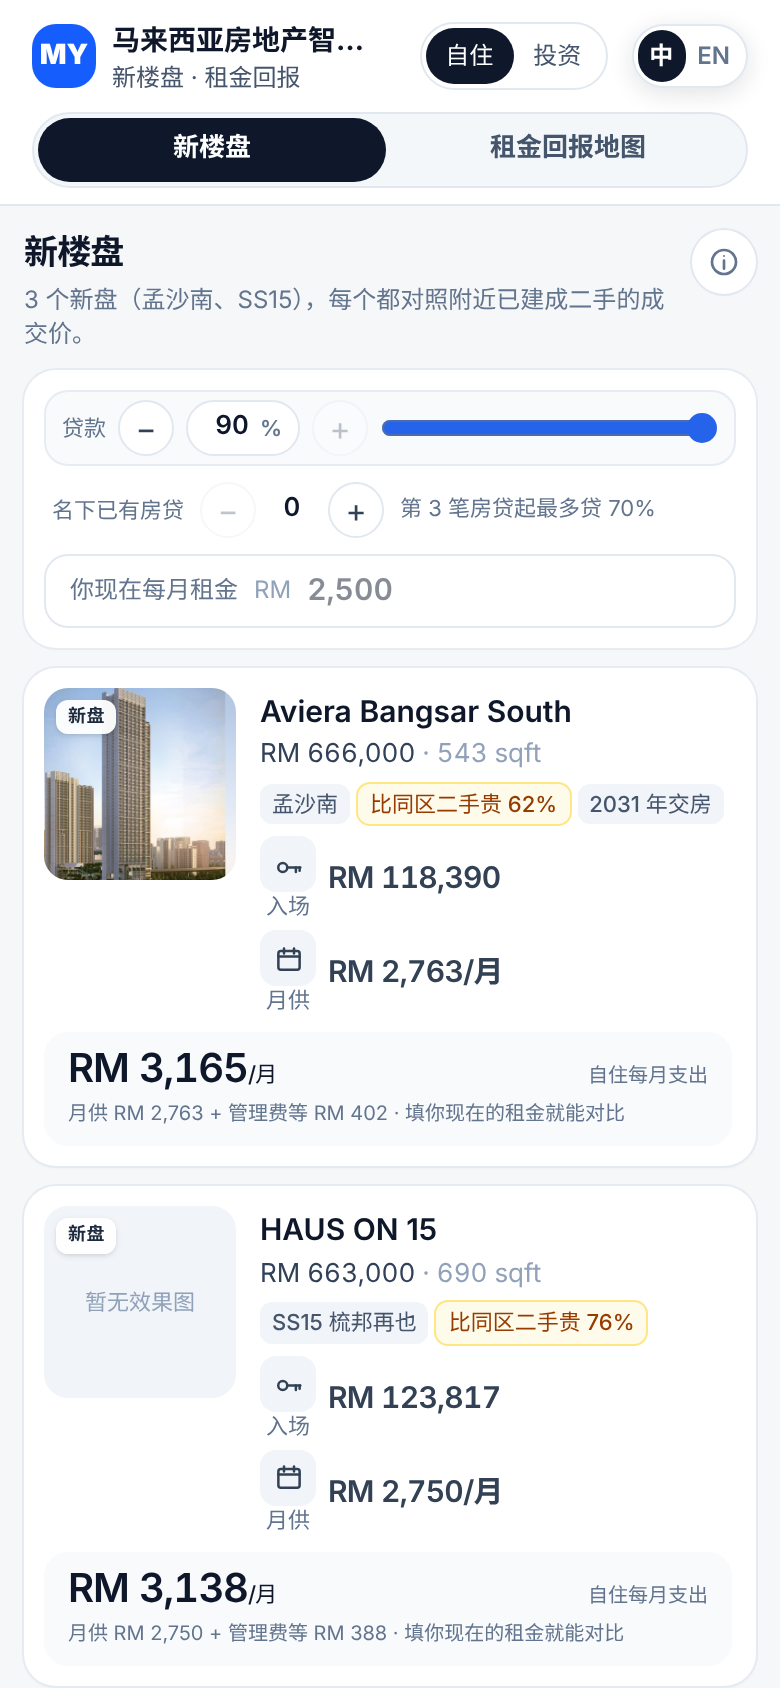 MY
马来西亚房地产智...
新楼盘 · 租金回报
自住
投资
中
EN
新楼盘
租金回报地图
新楼盘
3 个新盘（孟沙南、SS15），每个都对照附近已建成二手的成
交价。
贷款
−
90 %
+
名下已有房贷
−
0
+
第 3 笔房贷起最多贷 70%
你现在每月租金 RM 2,500
新盘
Aviera Bangsar South
RM 666,000 · 543 sqft
孟沙南
比同区二手贵 62%
2031 年交房
RM 118,390
入场
RM 2,763/月
月供
RM 3,165/月
自住每月支出
月供 RM 2,763 + 管理费等 RM 402 · 填你现在的租金就能对比
新盘
暂无效果图
HAUS ON 15
RM 663,000 · 690 sqft
SS15 梳邦再也
比同区二手贵 76%
RM 123,817
入场
RM 2,750/月
月供
RM 3,138/月
自住每月支出
月供 RM 2,750 + 管理费等 RM 388 · 填你现在的租金就能对比